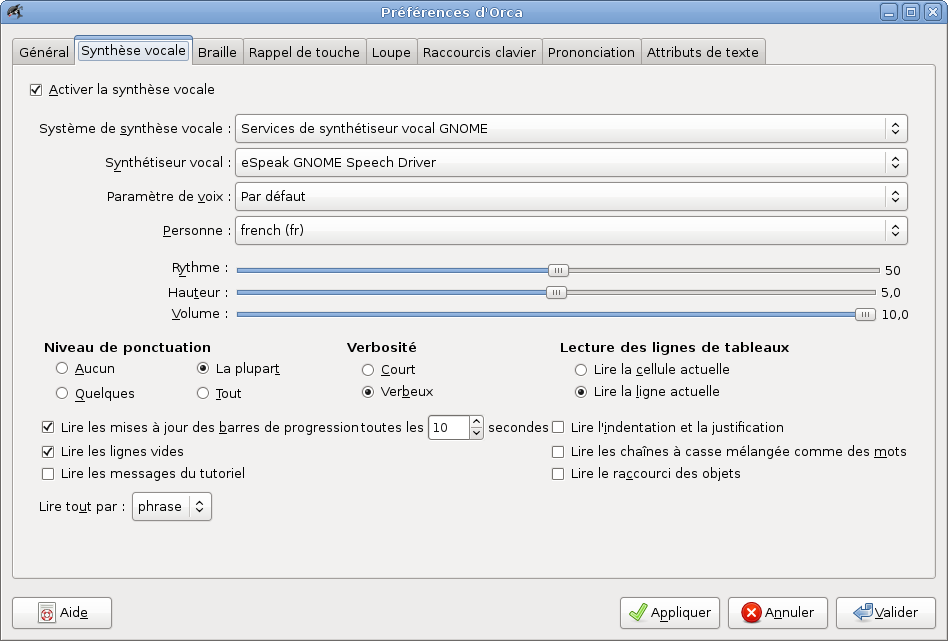 Préférences d'Orca
Général Synthèse vocale Braille Rappel de touche Loupe Raccourcis clavier Prononciation Attributs de texte
Activer la synthèse vocale
Système de synthèse vocale : Services de synthétiseur vocal GNOME
Synthétiseur vocal : eSpeak GNOME Speech Driver
Paramètre de voix : Par défaut
Personne : french (fr)
Rythme : 50
Hauteur : 5,0
Volume : 10,0
Niveau de ponctuation Verbosité Lecture des lignes de tableaux
Aucun La plupart Court Lire la cellule actuelle
Quelques Tout Verbeux Lire la ligne actuelle
Lire les mises à jour des barres de progression toutes les 10 secondes Lire l'indentation et la justification
Lire les lignes vides Lire les chaînes à casse mélangée comme des mots
Lire les messages du tutoriel Lire le raccourci des objets
Lire tout par : phrase
Aide Appliquer Annuler Valider